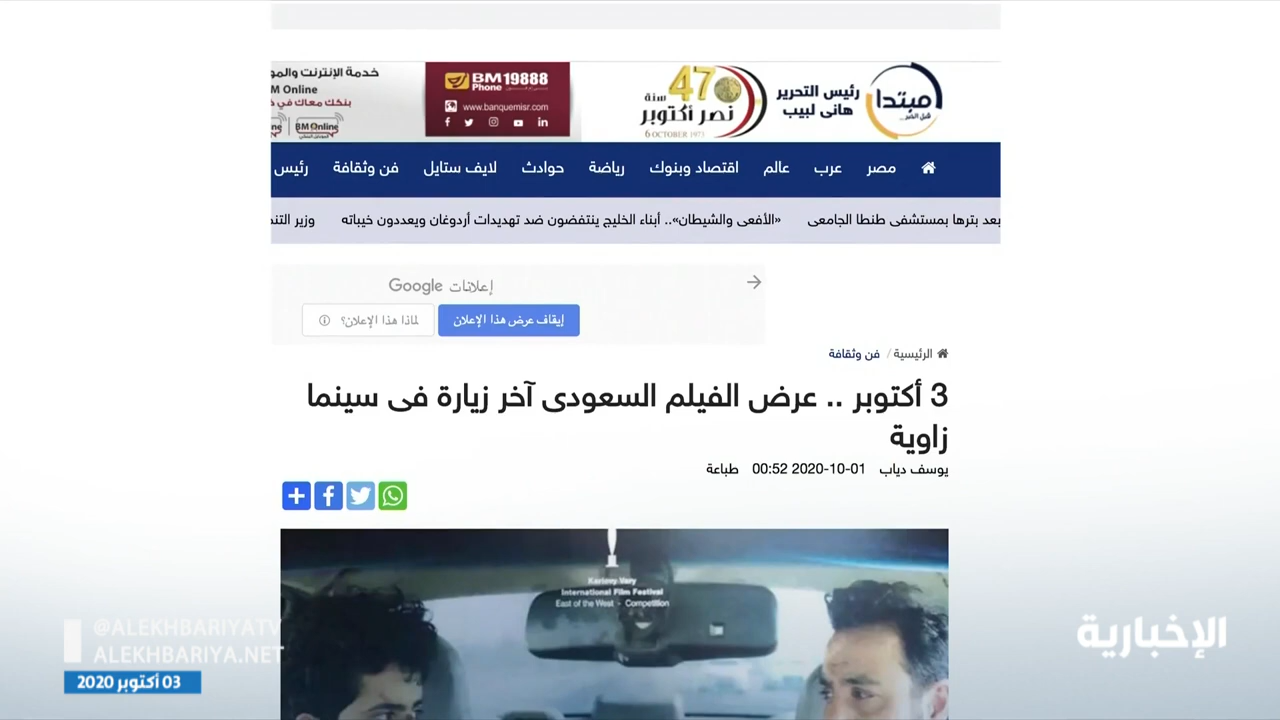 خدمة الإنترنت والمو
M Online
بنكك معاك في
BM Online
BM Phone 19888
www.banquemisr.com
47 سنة
نصر أكتوبر
6 OCTOBER 1973
رئيس التحرير
هانى لبيب
مبتدا
قبل الخبر..
مصر عرب عالم اقتصاد وبنوك رياضة حوادث لايف ستايل فن وثقافة رئيس
بعد بترها بمستشفى طنطا الجامعى «الأفعى والشيطان».. أبناء الخليج ينتفضون ضد تهديدات أردوغان ويعددون خيباته وزير التند
إعلانات Google
إيقاف عرض هذا الإعلان لماذا هذا الإعلان؟
الرئيسية / فن وثقافة
3 أكتوبر .. عرض الفيلم السعودى آخر زيارة فى سينما
زاوية
يوسف دياب 2020-10-01 00:52 طباعة
Karlovy Vary
International Film Festival
East of the West - Competition
@ALEKHBARIYATV
ALEKHBARIYA.NET
03 أكتوبر 2020
الإخبارية